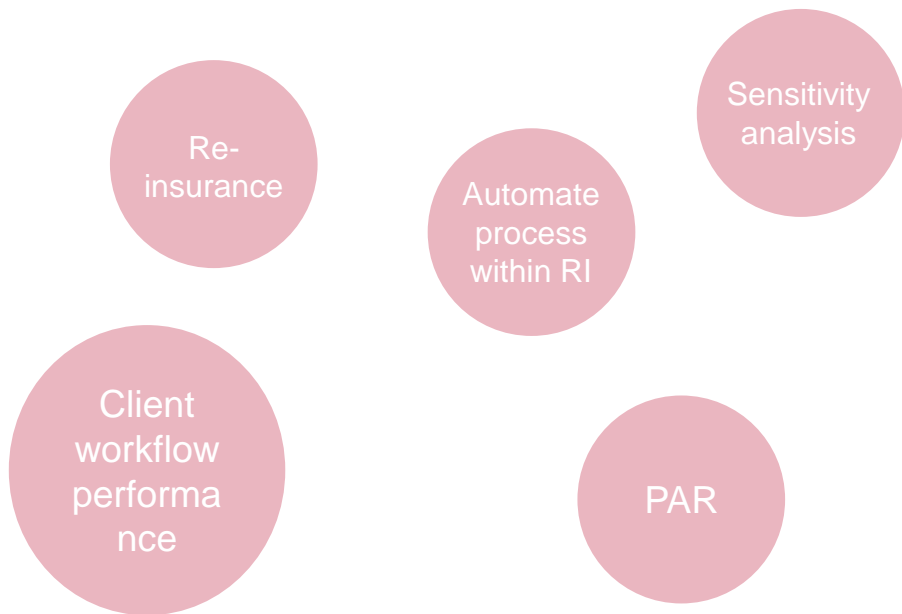 Re-
insurance
Automate
process
within RI
Sensitivity
analysis
Client
workflow
performa
nce
PAR